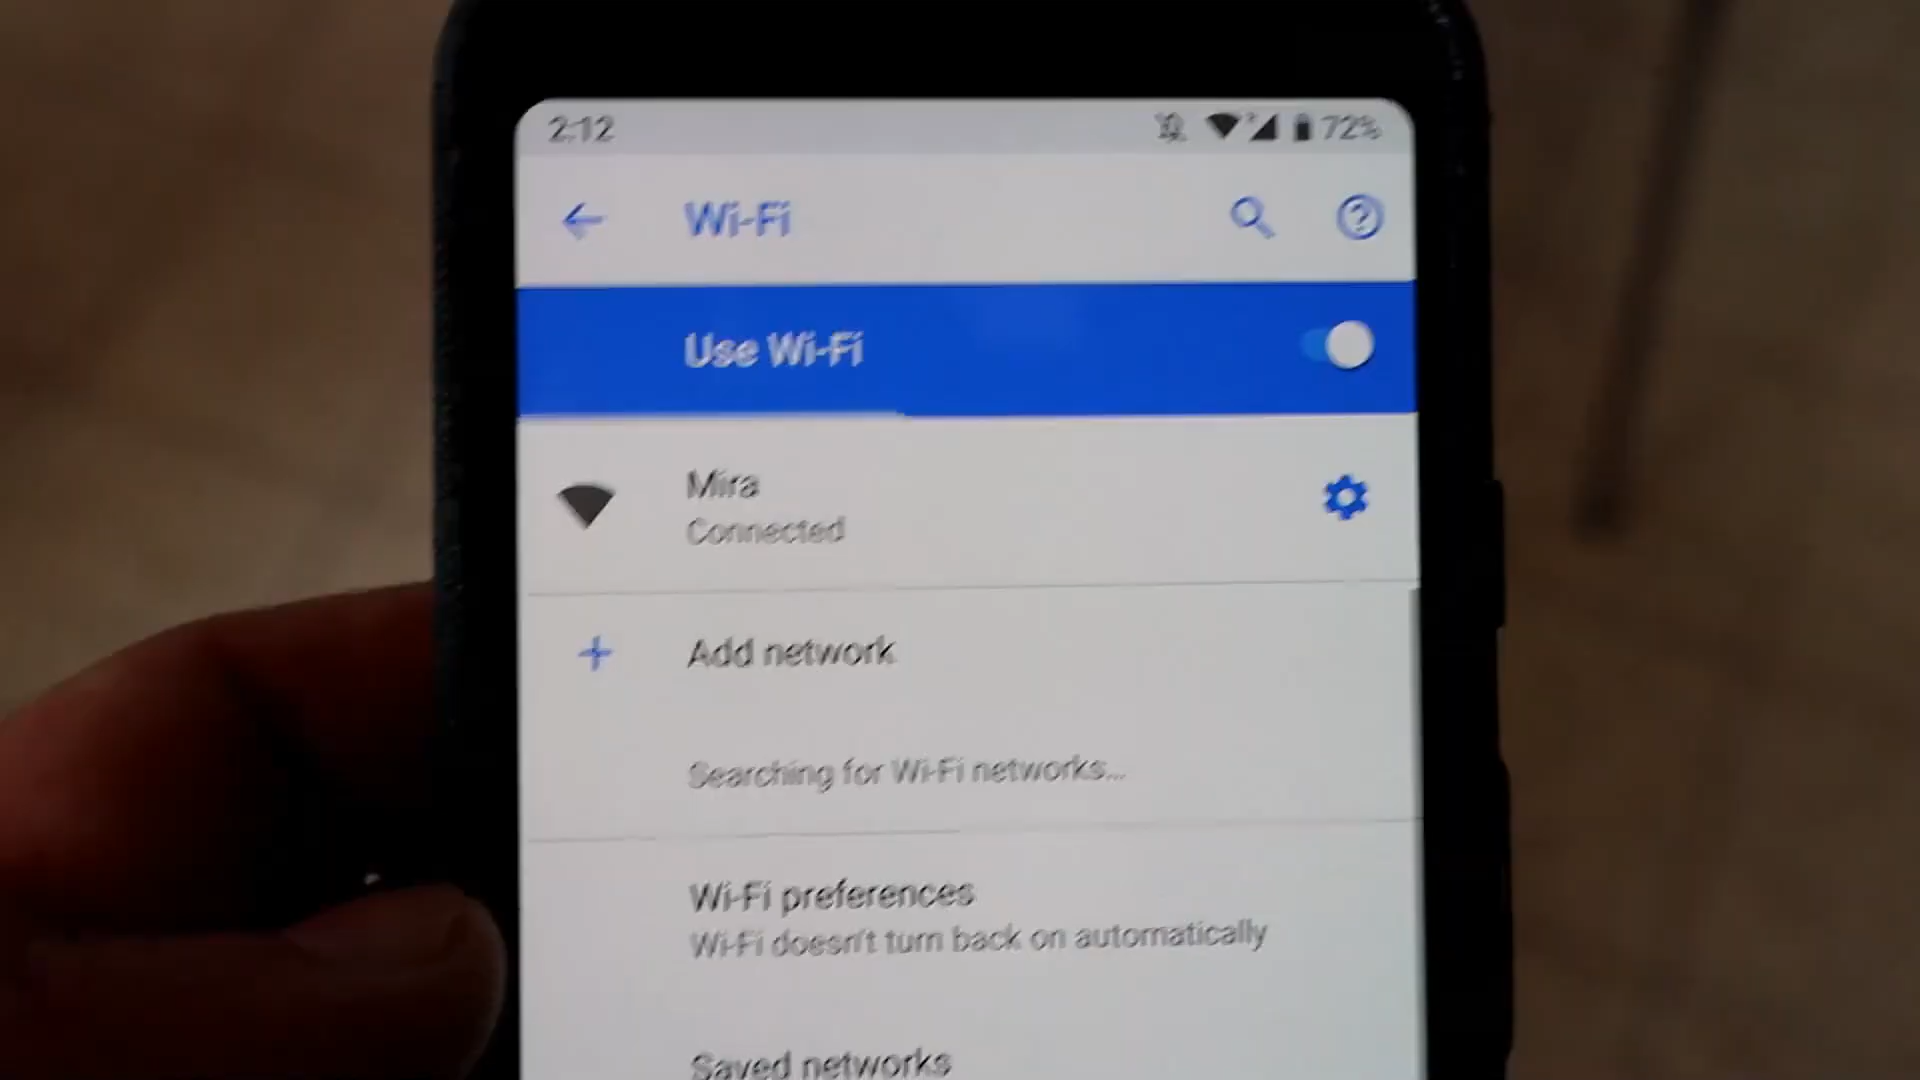 2:12
72%
Wi-Fi
Use Wi-Fi
Mira
Connected
Add network
Searching for Wi-Fi networks...
Wi-Fi preferences
Wi-Fi doesn't turn back on automatically
Saved networks